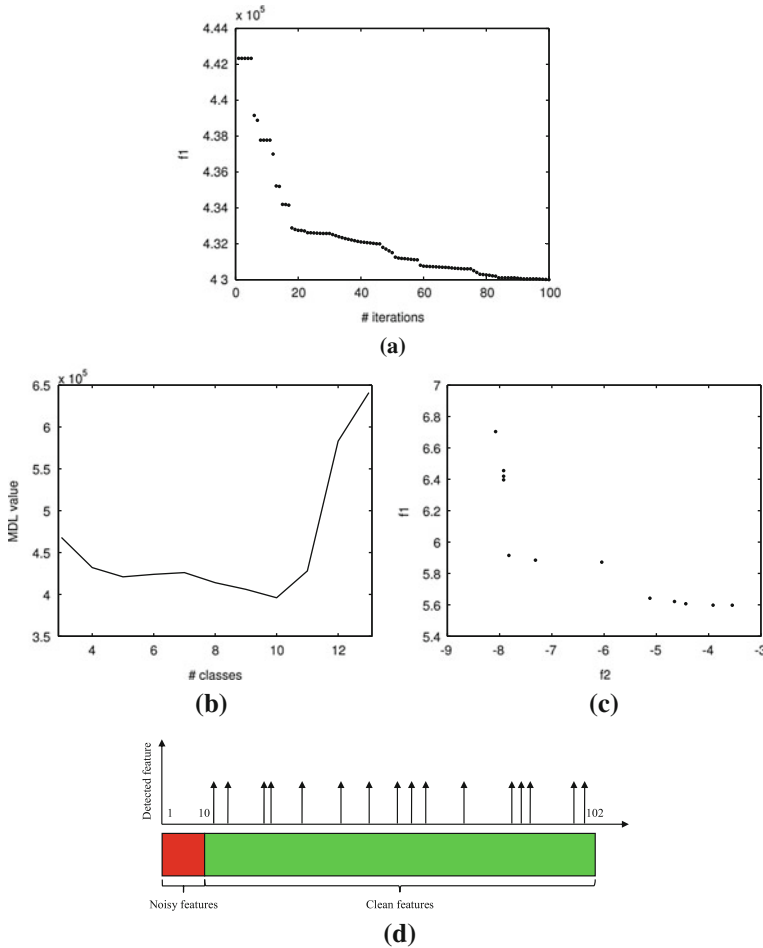 x 10⁵
4.44
4.42
4.4
4.38
4.36
4.34
4.32
4 3
f1
0 20 40 60 80 100
# iterations
(a)
x 10⁵
6.5
6
5.5
5
4.5
4
3.5
MDL value
4 6 8 10 12
# classes
(b)
7
6.8
6.6
6.4
6.2
6
5.8
5.6
5.4
f1
-9 -8 -7 -6 -5 -4 -3
f2
(c)
Detected feature
1 10 102
Noisy features Clean features
(d)